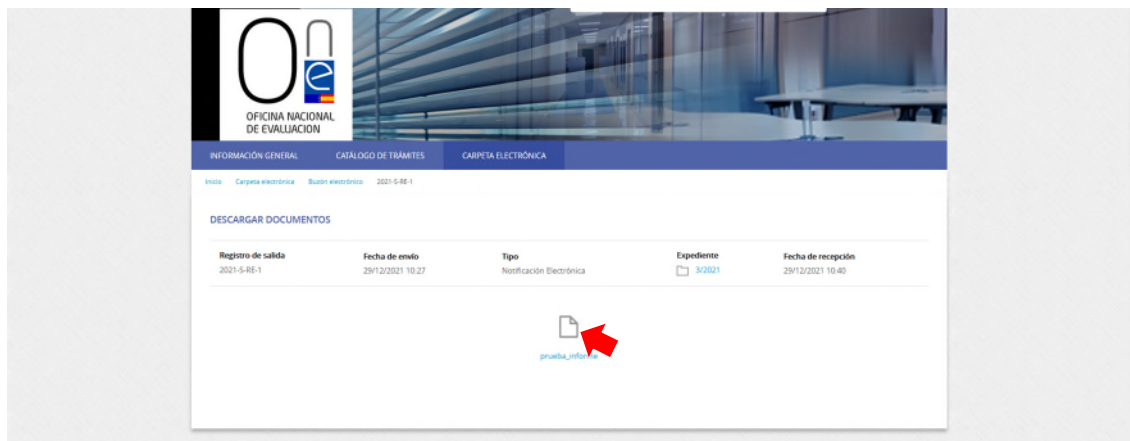 One
OFICINA NACIONAL
DE EVALUACION
INFORMACIÓN GENERAL CATÁLOGO DE TRÁMITES CARPETA ELECTRÓNICA
Inicio Carpeta electrónica Buzón electrónico 2021-S-RE-1
DESCARGAR DOCUMENTOS
Registro de salida Fecha de envío Tipo Expediente Fecha de recepción
2021-S-RE-1 29/12/2021 10:27 Notificación Electrónica 3/2021 29/12/2021 10:40
prueba_informe